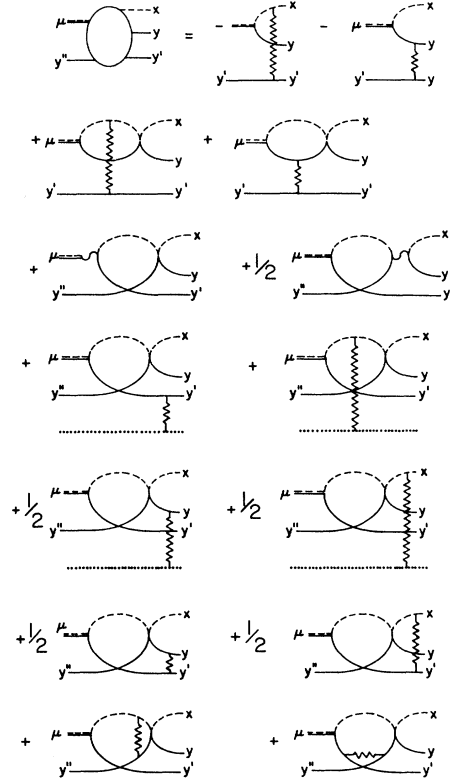 x x x
μ y = - μ y - μ y
y" y' y' y' y' y
x x
+ μ + μ
y y
y' y' y' y'
x x
+ μ +1/2 μ
y y
y" y' y" y
x x
+ μ + μ
y y
y" y' y" y'
x x
μ μ
+1/2 y +1/2 y
y" y' y" y'
x x
+1/2 μ +1/2 μ
y y
y" y' y" y'
x x
μ μ
+ y + y
y" y' y" y'